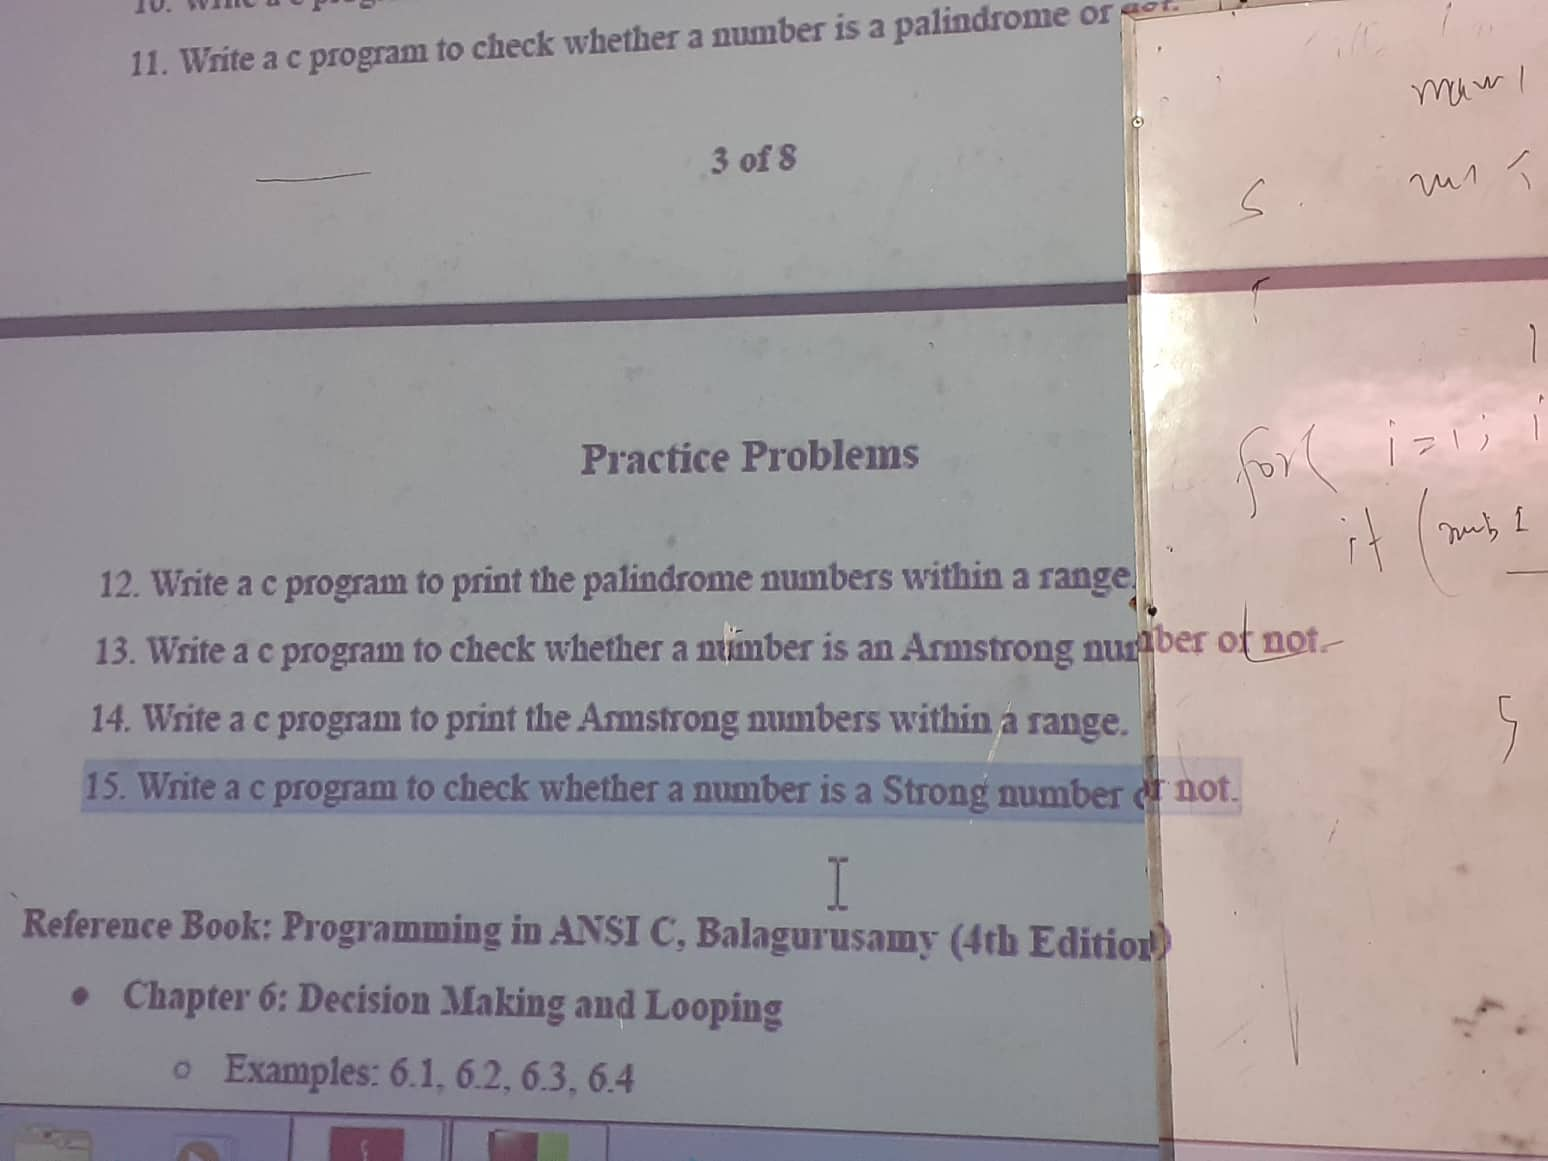 11. Write a c program to check whether a number is a palindrome or not.
3 of 8
Practice Problems
12. Write a c program to print the palindrome numbers within a range.
13. Write a c program to check whether a number is an Armstrong number or not.
14. Write a c program to print the Armstrong numbers within a range.
15. Write a c program to check whether a number is a Strong number or not.
Reference Book: Programming in ANSI C, Balagurusamy (4th Edition)
• Chapter 6: Decision Making and Looping
o Examples: 6.1, 6.2, 6.3, 6.4
5
for( i=1; i
if (
5